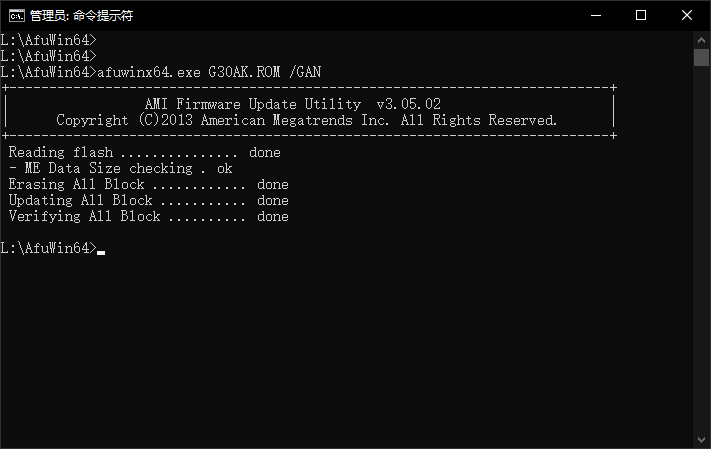 管理员: 命令提示符
L:\AfuWin64>
L:\AfuWin64>
L:\AfuWin64>afuwinx64.exe G30AK.ROM /GAN
+---------------------------------------------------------------------------+
| AMI Firmware Update Utility v3.05.02 |
| Copyright (C)2013 American Megatrends Inc. All Rights Reserved. |
+---------------------------------------------------------------------------+
Reading flash ............... done
- ME Data Size checking . ok
Erasing All Block ............ done
Updating All Block ........... done
Verifying All Block .......... done
L:\AfuWin64>